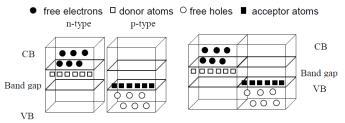 free electrons donor atoms free holes acceptor atoms
n-type p-type
CB CB
Band gap Band gap
VB VB